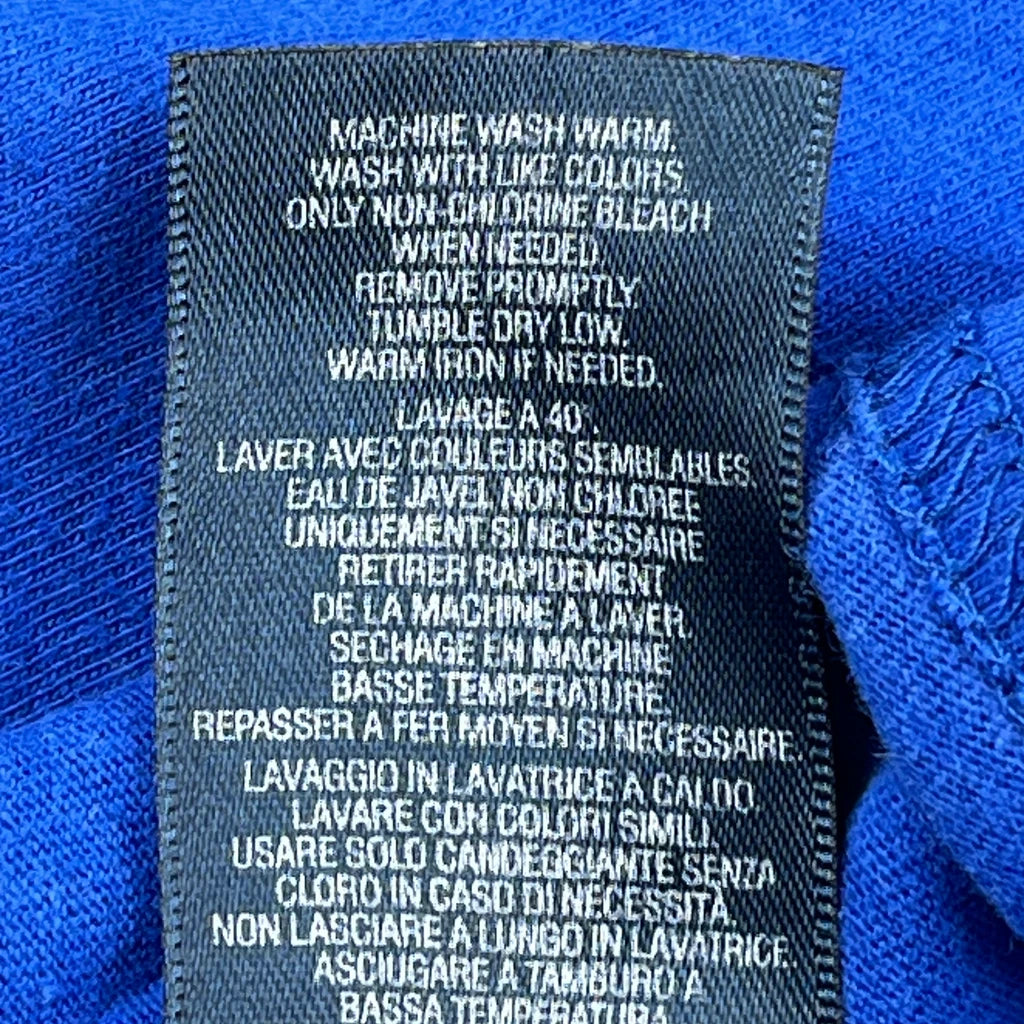 MACHINE WASH WARM.
WASH WITH LIKE COLORS.
ONLY NON-CHLORINE BLEACH
WHEN NEEDED.
REMOVE PROMPTLY.
TUMBLE DRY LOW.
WARM IRON IF NEEDED.
LAVAGE A 40°.
LAVER AVEC COULEURS SEMBLABLES.
EAU DE JAVEL NON CHLOREE
UNIQUEMENT SI NECESSAIRE
RETIRER RAPIDEMENT
DE LA MACHINE A LAVER.
SECHAGE EN MACHINE
BASSE TEMPERATURE.
REPASSER A FER MOYEN SI NECESSAIRE.
LAVAGGIO IN LAVATRICE A CALDO.
LAVARE CON COLORI SIMILI.
USARE SOLO CANDEGGIANTE SENZA
CLORO IN CASO DI NECESSITÀ.
NON LASCIARE A LUNGO IN LAVATRICE.
ASCIUGARE A TAMBURO A
BASSA TEMPERATURA.